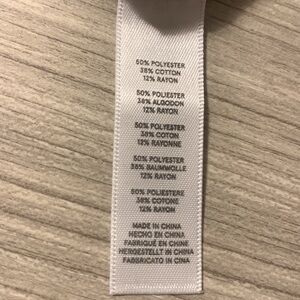 50% POLYESTER
38% COTTON
12% RAYON
50% POLYESTER
38% ALGODON
12% RAYON
50% POLYESTER
38% COTON
12% RAYONNE
50% POLYESTER
38% BAUMWOLLE
12% RAYON
50% POLIESTERE
38% COTONE
12% RAYON
MADE IN CHINA
HECHO EN CHINA
FABRIQUÉ EN CHINE
HERGESTELLT IN CHINA
FABBRICATO IN CINA